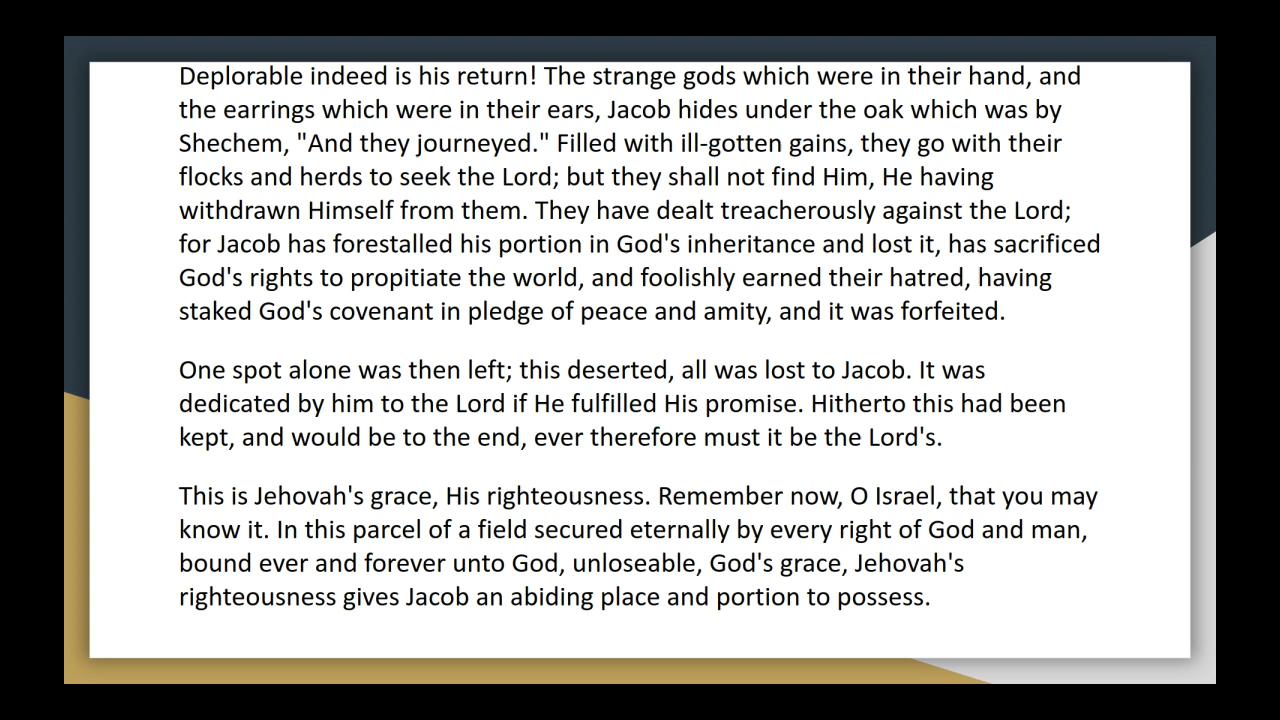 Deplorable indeed is his return! The strange gods which were in their hand, and
the earrings which were in their ears, Jacob hides under the oak which was by
Shechem, "And they journeyed." Filled with ill-gotten gains, they go with their
flocks and herds to seek the Lord; but they shall not find Him, He having
withdrawn Himself from them. They have dealt treacherously against the Lord;
for Jacob has forestalled his portion in God's inheritance and lost it, has sacrificed
God's rights to propitiate the world, and foolishly earned their hatred, having
staked God's covenant in pledge of peace and amity, and it was forfeited.
One spot alone was then left; this deserted, all was lost to Jacob. It was
dedicated by him to the Lord if He fulfilled His promise. Hitherto this had been
kept, and would be to the end, ever therefore must it be the Lord's.
This is Jehovah's grace, His righteousness. Remember now, O Israel, that you may
know it. In this parcel of a field secured eternally by every right of God and man,
bound ever and forever unto God, unloseable, God's grace, Jehovah's
righteousness gives Jacob an abiding place and portion to possess.